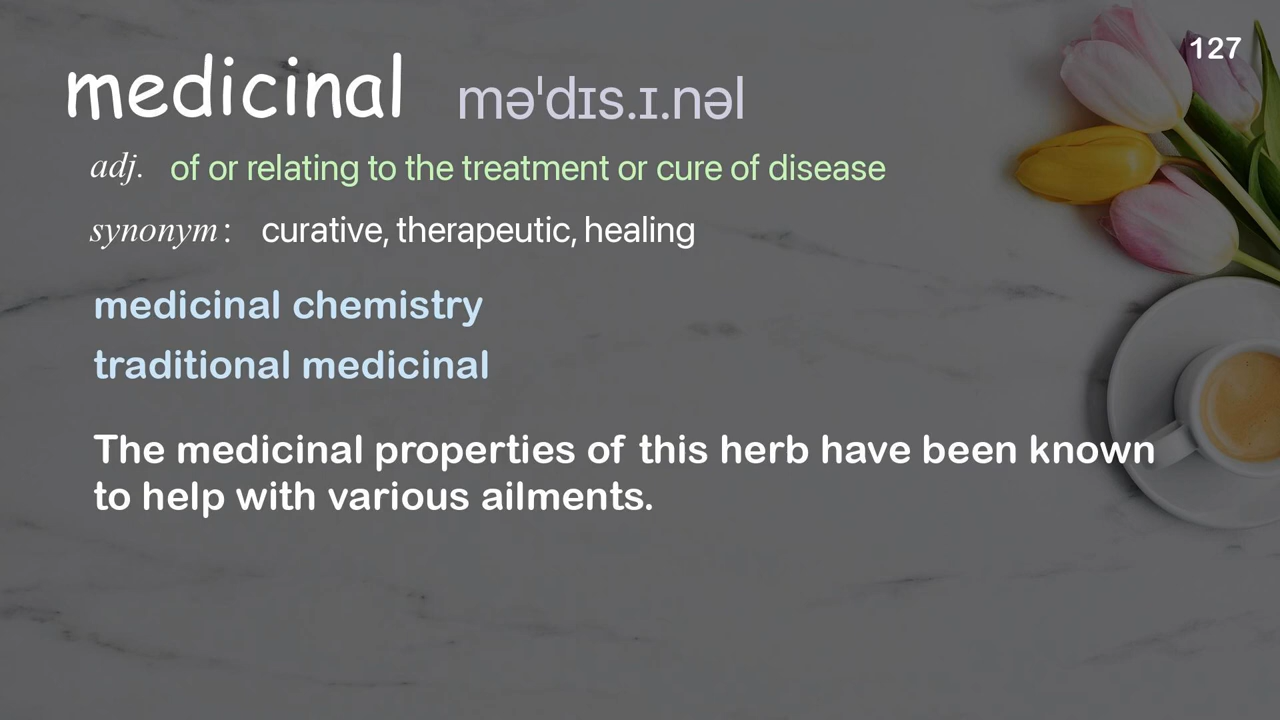 127
medicinal məˈdɪs.ɪ.nəl
adj. of or relating to the treatment or cure of disease
synonym: curative, therapeutic, healing
medicinal chemistry
traditional medicinal
The medicinal properties of this herb have been known
to help with various ailments.